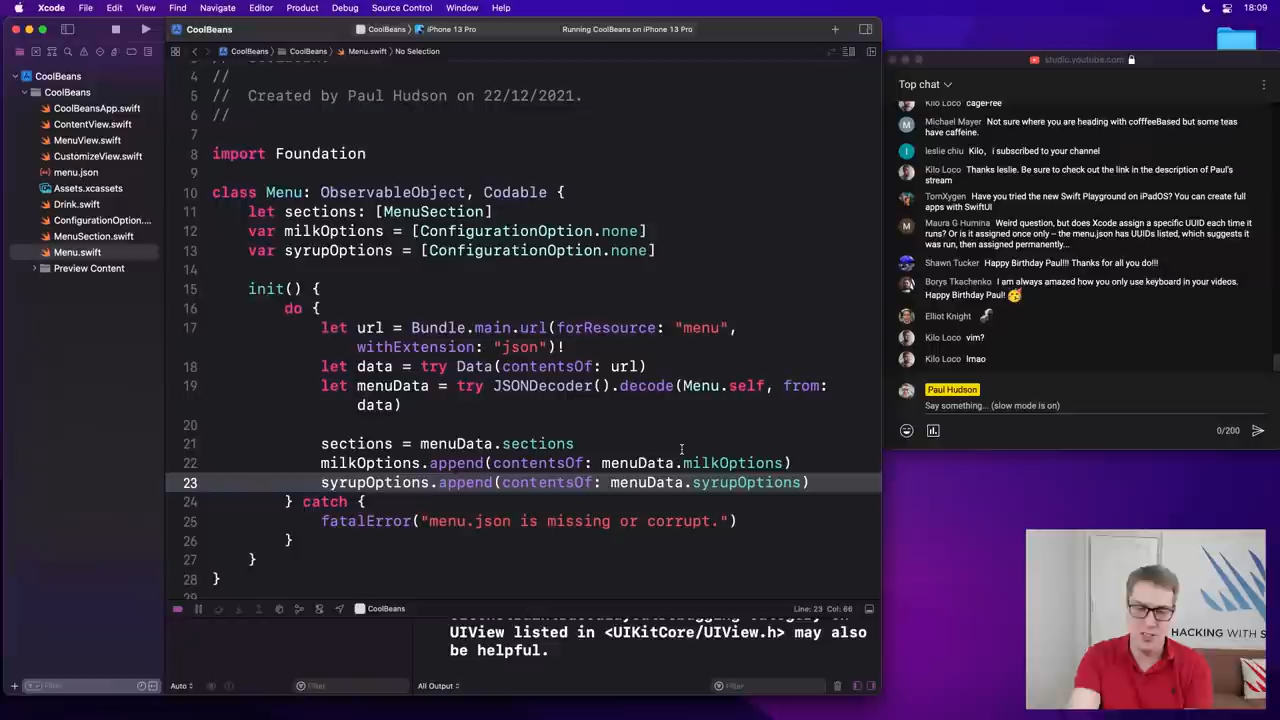 Xcode File Edit View Find Navigate Editor Product Debug Source Control Window Help 18:09
CoolBeans
CoolBeans iPhone 13 Pro
Running CoolBeans on iPhone 13 Pro
CoolBeans CoolBeans Menu.swift No Selection
CoolBeans
CoolBeans
CoolBeansApp.swift
ContentView.swift
MenuView.swift
CustomizeView.swift
menu.json
Assets.xcassets
Drink.swift
ConfigurationOption....
MenuSection.swift
Menu.swift
Preview Content
Filter
4 //
5 // Created by Paul Hudson on 22/12/2021.
6 //
7
8 import Foundation
9
10 class Menu: ObservableObject, Codable {
11 let sections: [MenuSection]
12 var milkOptions = [ConfigurationOption.none]
13 var syrupOptions = [ConfigurationOption.none]
14
15 init() {
16 do {
17 let url = Bundle.main.url(forResource: "menu",
withExtension: "json")!
18 let data = try Data(contentsOf: url)
19 let menuData = try JSONDecoder().decode(Menu.self, from:
data)
20
21 sections = menuData.sections
22 milkOptions.append(contentsOf: menuData.milkOptions)
23 syrupOptions.append(contentsOf: menuData.syrupOptions)
24 } catch {
25 fatalError("menu.json is missing or corrupt.")
26 }
27 }
28 }
29
CoolBeans
Line: 23 Col: 66
UIView listed in <UIKitCore/UIView.h> may also
be helpful.
Auto
Filter
All Output
Filter
studio.youtube.com
Top chat
Kilo Loco cageFree
Michael Mayer Not sure where you are heading with cofffeeBased but some teas
have caffeine.
leslie chiu Kilo, i subscribed to your channel
Kilo Loco Thanks leslie. Be sure to check out the link in the description of Paul's
stream
TomXygen Have you tried the new Swift Playground on iPadOS? You can create full
apps with SwiftUI
Maura G Humina Weird question, but does Xcode assign a specific UUID each time it
runs? Or is it assigned once only – the menu.json has UUIDs listed, which suggests it
was run, then assigned permanently...
Shawn Tucker Happy Birthday Paul!!! Thanks for all you do!!!
Borys Tkachenko I am always amazed how you only use keyboard in your videos.
Happy Birthday Paul! 🥳
Elliot Knight
Kilo Loco vim?
Kilo Loco lmao
Paul Hudson
Say something... (slow mode is on)
0/200
HACKING WITH S